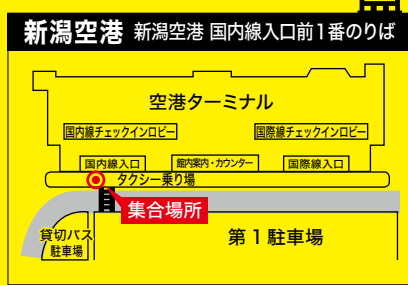 新潟空港 新潟空港 国内線入口前1番のりば
空港ターミナル
国内線チェックインロビー 国際線チェックインロビー
国内線入口 館内案内・カウンター 国際線入口
タクシー乗り場
集合場所
貸切バス
駐車場
第1駐車場